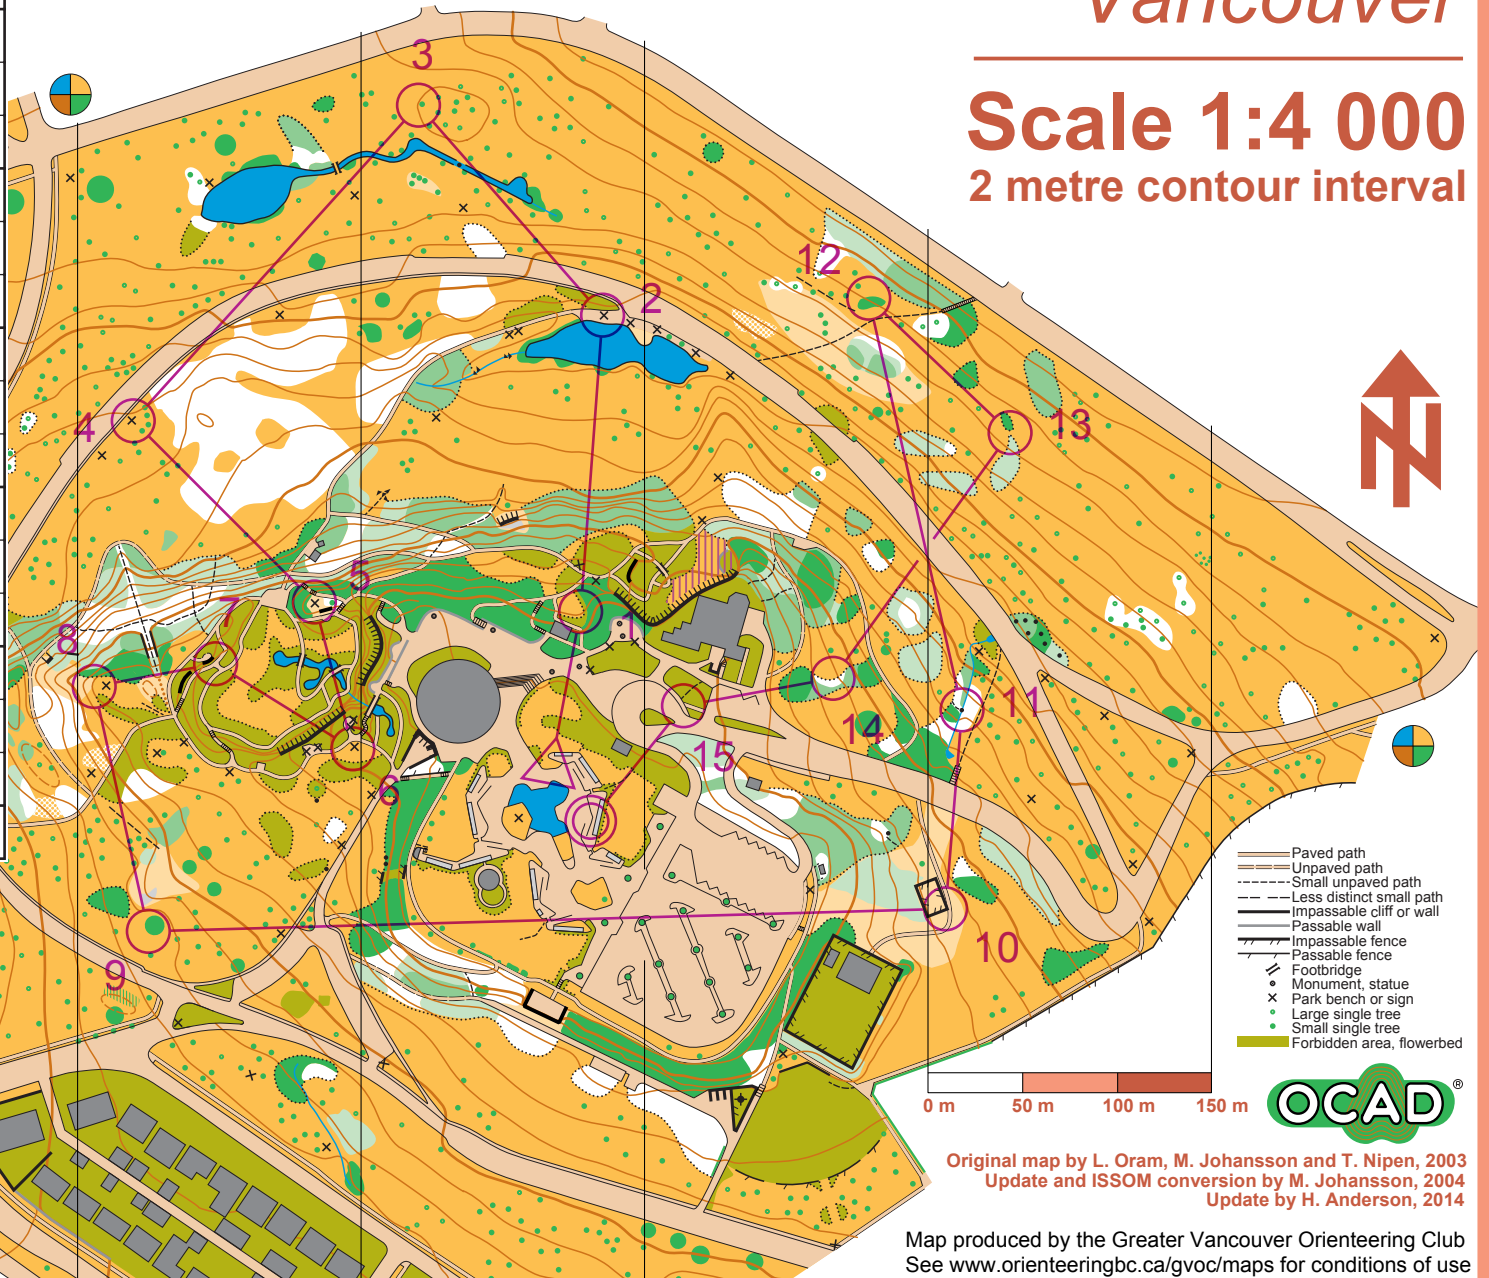 Vancouver
Scale 1:4 000
2 metre contour interval
3
12
2
13
4
5
7
1
8
11
14
15
6
10
9
Paved path
Unpaved path
Small unpaved path
Less distinct small path
Impassable cliff or wall
Passable wall
Impassable fence
Passable fence
Footbridge
Monument, statue
Park bench or sign
Large single tree
Small single tree
Forbidden area, flowerbed
0 m 50 m 100 m 150 m
OCAD ®
Original map by L. Oram, M. Johansson and T. Nipen, 2003
Update and ISSOM conversion by M. Johansson, 2004
Update by H. Anderson, 2014
Map produced by the Greater Vancouver Orienteering Club
See www.orienteeringbc.ca/gvoc/maps for conditions of use